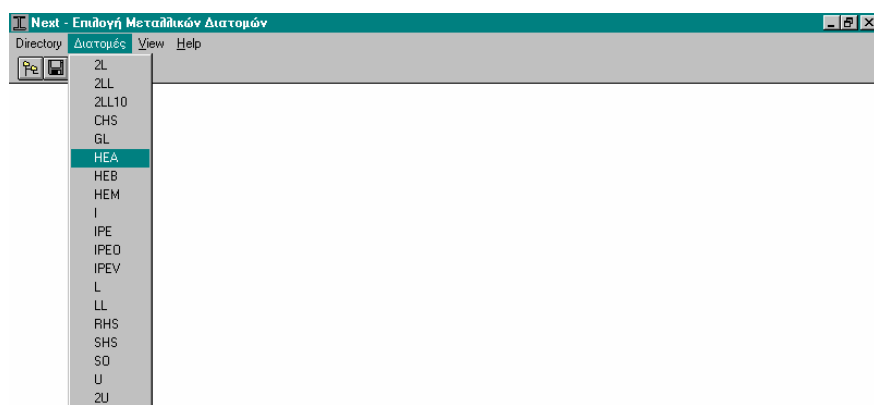 Next - Επιλογή Μεταλλικών Διατομών
Directory Διατομές View Help
2L
2LL
2LL10
CHS
GL
HEA
HEB
HEM
I
IPE
IPEO
IPEV
L
LL
RHS
SHS
SO
U
2U